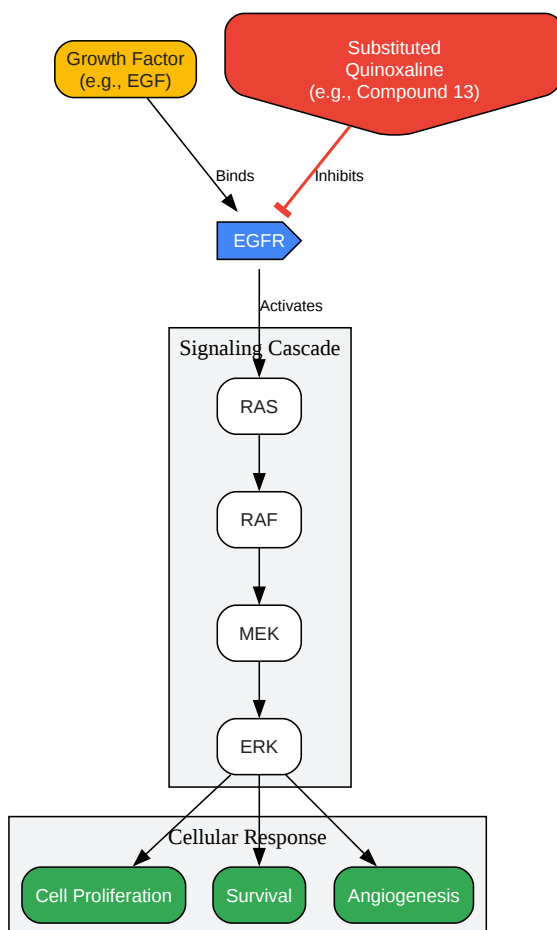 Growth Factor
(e.g., EGF)
Substituted
Quinoxaline
(e.g., Compound 13)
Binds
Inhibits
EGFR
Activates
Signaling Cascade
RAS
RAF
MEK
ERK
Cellular Response
Cell Proliferation
Survival
Angiogenesis